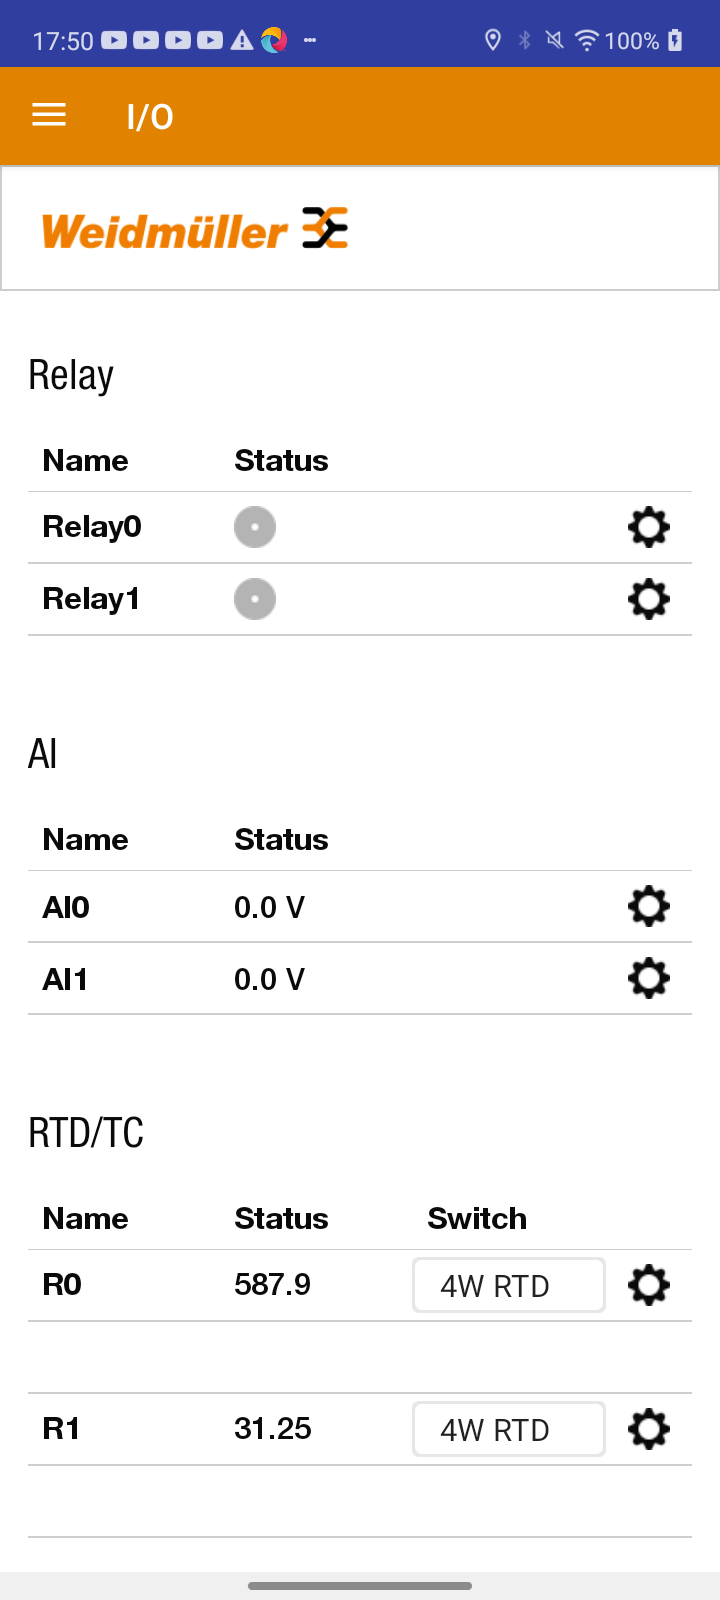 17:50 100%
I/O
Weidmüller
Relay
Name Status
Relay0
Relay1
AI
Name Status
AI0 0.0 V
AI1 0.0 V
RTD/TC
Name Status Switch
R0 587.9 4W RTD
R1 31.25 4W RTD